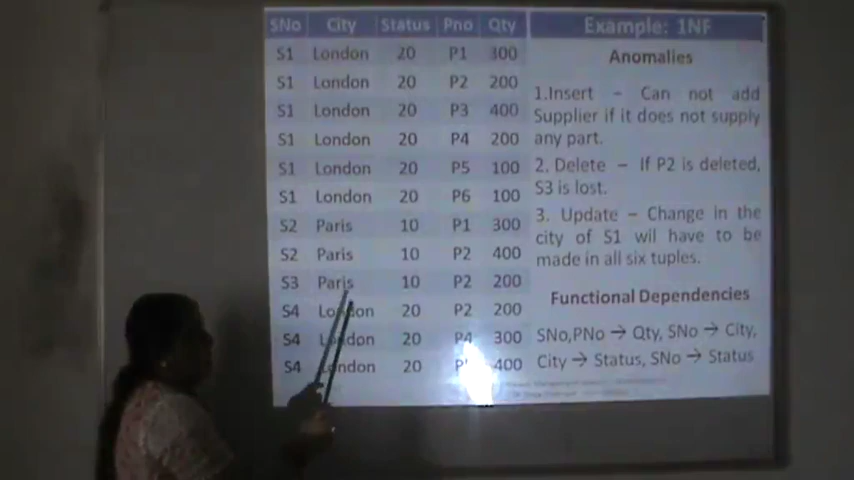 SNo City Status Pno Qty
S1 London 20 P1 300
S1 London 20 P2 200
S1 London 20 P3 400
S1 London 20 P4 200
S1 London 20 P5 100
S1 London 20 P6 100
S2 Paris 10 P1 300
S2 Paris 10 P2 400
S3 Paris 10 P2 200
S4 London 20 P2 200
S4 London 20 P4 300
S4 London 20 400
Example: 1NF
Anomalies
1.Insert – Can not add
Supplier if it does not supply
any part.
2. Delete – If P2 is deleted,
S3 is lost.
3. Update – Change in the
city of S1 wil have to be
made in all six tuples.
Functional Dependencies
SNo,PNo → Qty, SNo → City,
City → Status, SNo → Status